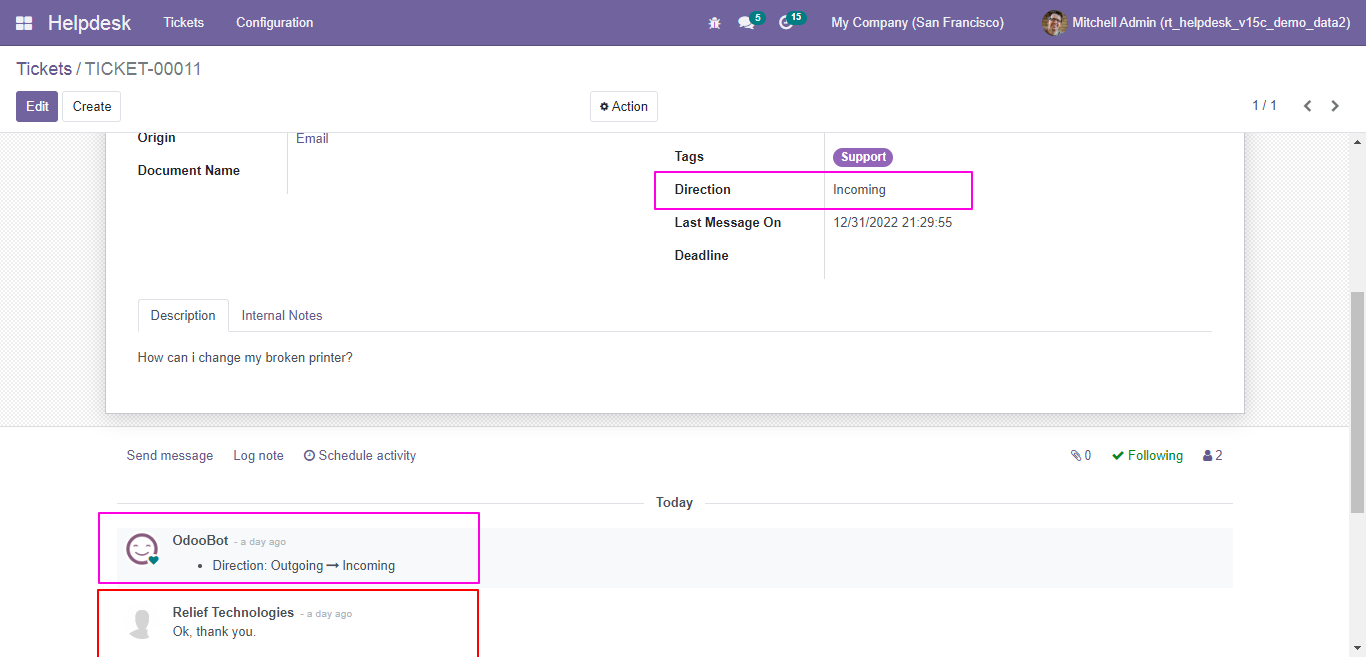 Helpdesk Tickets Configuration 5 15 My Company (San Francisco) Mitchell Admin (rt_helpdesk_v15c_demo_data2)
Tickets / TICKET-00011
Edit Create Action 1 / 1
Origin Email
Tags Support
Document Name
Direction Incoming
Last Message On 12/31/2022 21:29:55
Deadline
Description Internal Notes
How can i change my broken printer?
Send message Log note Schedule activity 0 Following 2
Today
OdooBot - a day ago
• Direction: Outgoing → Incoming
Relief Technologies - a day ago
Ok, thank you.